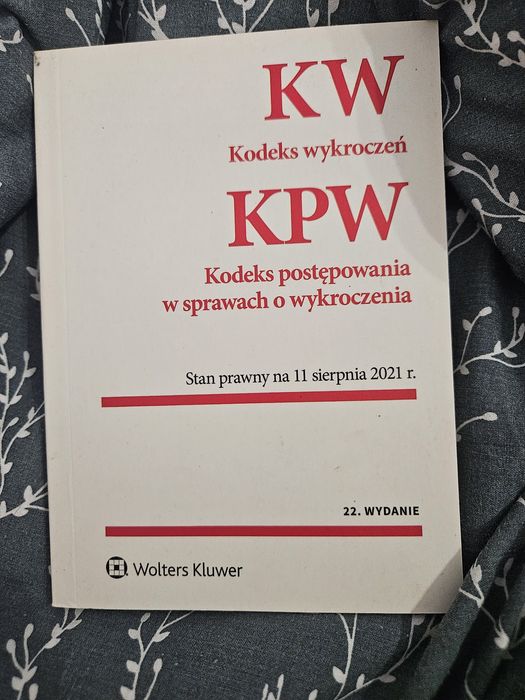 KW
Kodeks wykroczeń
KPW
Kodeks postępowania
w sprawach o wykroczenia
Stan prawny na 11 sierpnia 2021 r.
22. WYDANIE
Wolters Kluwer